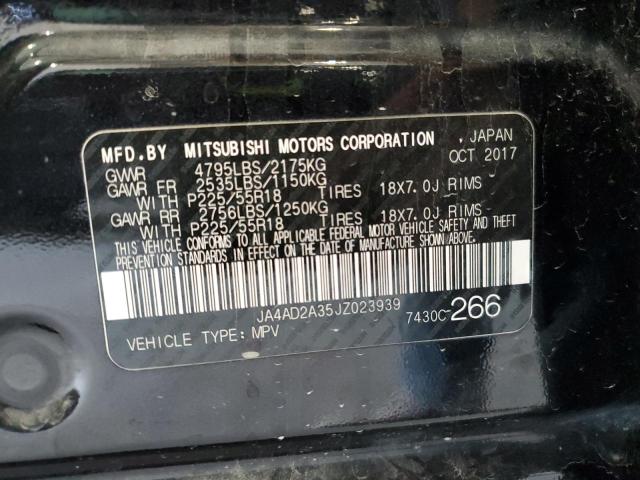 MFD. BY MITSUBISHI MOTORS CORPORATION , JAPAN
GVWR 4795LBS/2175KG OCT 2017
GAWR FR 2535LBS/1150KG
WITH P225/55R18 TIRES 18X7.0J RIMS
GAWR RR 2756LBS/1250KG
WITH P225/55R18 TIRES 18X7.0J RIMS
THIS VEHICLE CONFORMS TO ALL APPLICABLE FEDERAL MOTOR VEHICLE SAFETY AND THEFT
PREVENTION STANDARDS IN EFFECT ON THE DATE OF MANUFACTURE SHOWN ABOVE.
JA4AD2A35JZ023939 7430C-266
VEHICLE TYPE: MPV